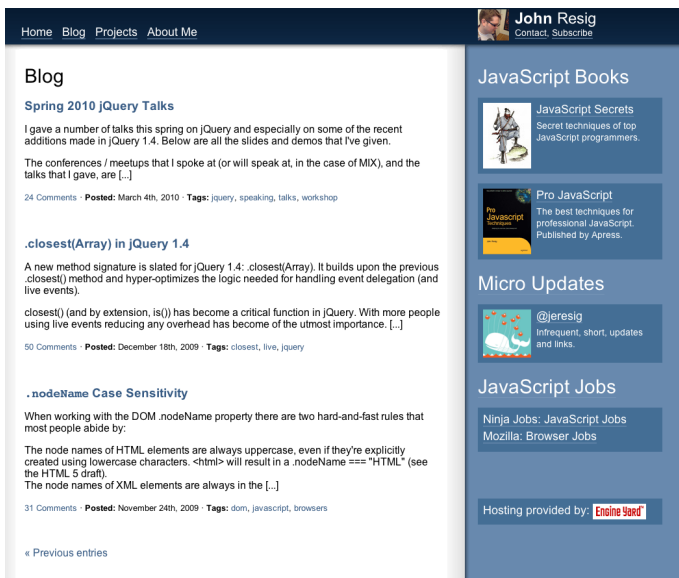 Home Blog Projects About Me
John Resig
Contact, Subscribe
Blog
Spring 2010 jQuery Talks
I gave a number of talks this spring on jQuery and especially on some of the recent
additions made in jQuery 1.4. Below are all the slides and demos that I've given.
The conferences / meetups that I spoke at (or will speak at, in the case of MIX), and the
talks that I gave, are [...]
24 Comments · Posted: March 4th, 2010 · Tags: jquery, speaking, talks, workshop
.closest(Array) in jQuery 1.4
A new method signature is slated for jQuery 1.4: .closest(Array). It builds upon the previous
.closest() method and hyper-optimizes the logic needed for handling event delegation (and
live events).
closest() (and by extension, is()) has become a critical function in jQuery. With more people
using live events reducing any overhead has become of the utmost importance. [...]
50 Comments · Posted: December 18th, 2009 · Tags: closest, live, jquery
.nodeName Case Sensitivity
When working with the DOM .nodeName property there are two hard-and-fast rules that
most people abide by:
The node names of HTML elements are always uppercase, even if they're explicitly
created using lowercase characters. <html> will result in a .nodeName === "HTML" (see
the HTML 5 draft).
The node names of XML elements are always in the [...]
31 Comments · Posted: November 24th, 2009 · Tags: dom, javascript, browsers
« Previous entries
JavaScript Books
JavaScript Secrets
Secret techniques of top
JavaScript programmers.
Pro
Javascript
Techniques
Pro JavaScript
The best techniques for
professional JavaScript.
Published by Apress.
Micro Updates
@jeresig
Infrequent, short, updates
and links.
JavaScript Jobs
Ninja Jobs: JavaScript Jobs
Mozilla: Browser Jobs
Hosting provided by: Engine Yard